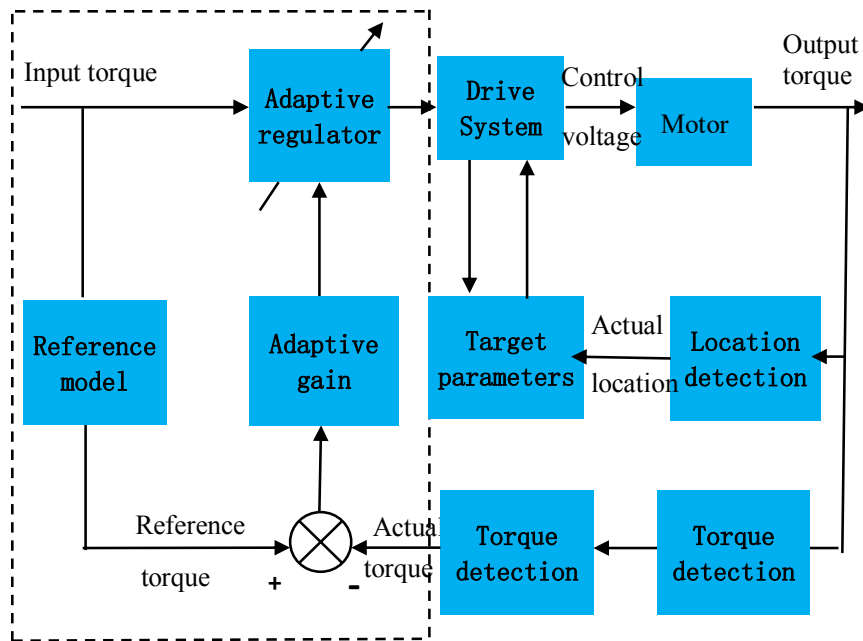 Input torque
Adaptive
regulator
Drive
System
Control
voltage
Motor
Output
torque
Reference
model
Adaptive
gain
Target
parameters
Actual
location
Location
detection
Reference
torque
+
-
Actual
torque
Torque
detection
Torque
detection